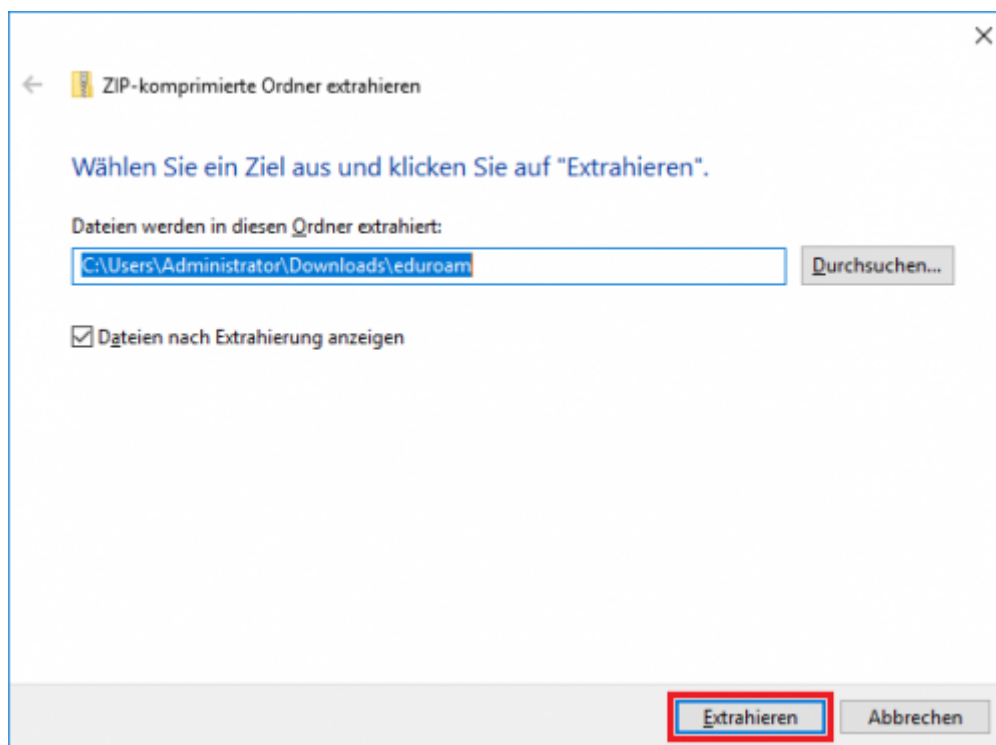 ZIP-komprimierte Ordner extrahieren
Wählen Sie ein Ziel aus und klicken Sie auf "Extrahieren".
Dateien werden in diesen Ordner extrahiert:
C:\Users\Administrator\Downloads\eduroam
Durchsuchen...
Dateien nach Extrahierung anzeigen
Extrahieren
Abbrechen